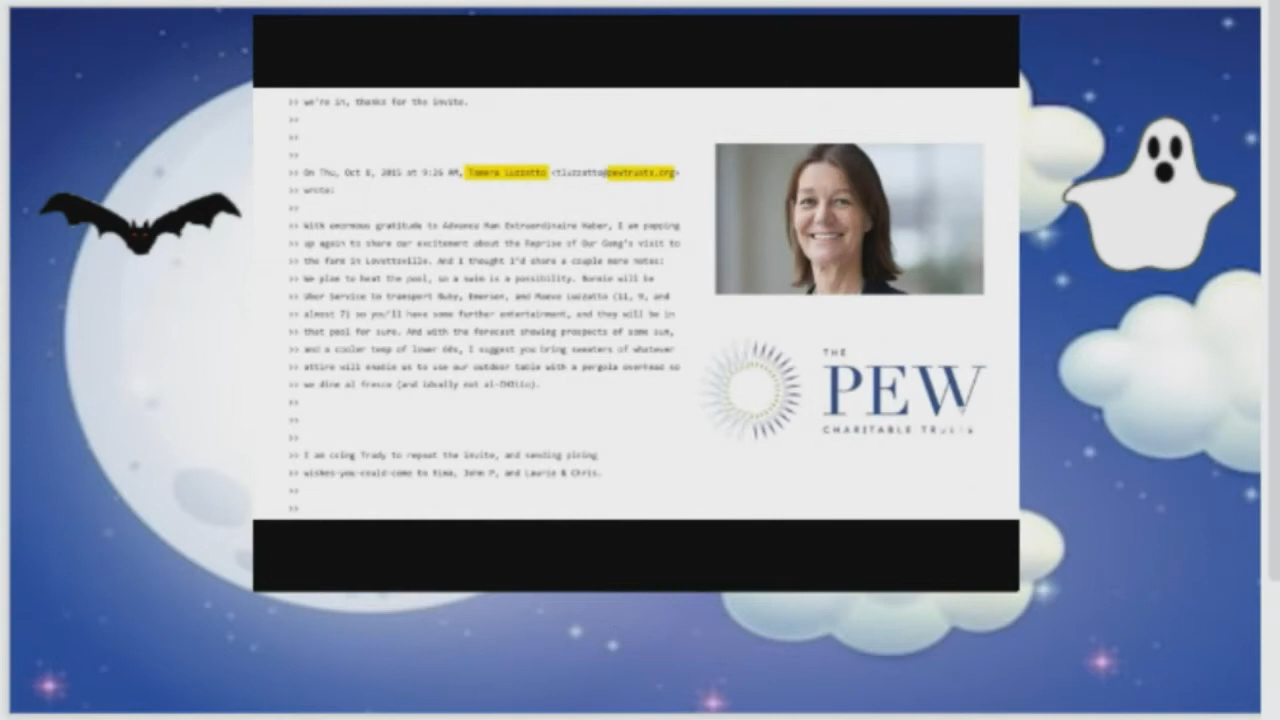 >> we're in, thanks for the invite.
>>
>>
>>
>> On Thu, Oct 8, 2015 at 9:26 AM, Tamera Luzzatto <tluzzatto@pewtrusts.org>
>> wrote:
>>
>> With enormous gratitude to Advance Man Extraordinaire Haber, I am popping
>> up again to share our excitement about the Reprise of Our Gang's visit to
>> the farm in Lovettsville. And I thought I'd share a couple more notes:
>> We plan to heat the pool, so a swim is a possibility. Bonnie will be
>> Uber Service to transport Ruby, Emerson, and Maeve Luzzatto (11, 9, and
>> almost 7) so you'll have some further entertainment, and they will be in
>> that pool for sure. And with the forecast showing prospects of some sun,
>> and a cooler temp of lower 60s, I suggest you bring sweaters of whatever
>> attire will enable us to use our outdoor table with a pergola overhead so
>> we dine al fresco (and ideally not al-CHILLo).
>>
>>
>>
>> I am ccing Trudy to repeat the invite, and sending pining
>> wishes-you-could-come to Rima, John P, and Laurie & Chris.
>>
>>
THE
PEW
CHARITABLE TRUSTS